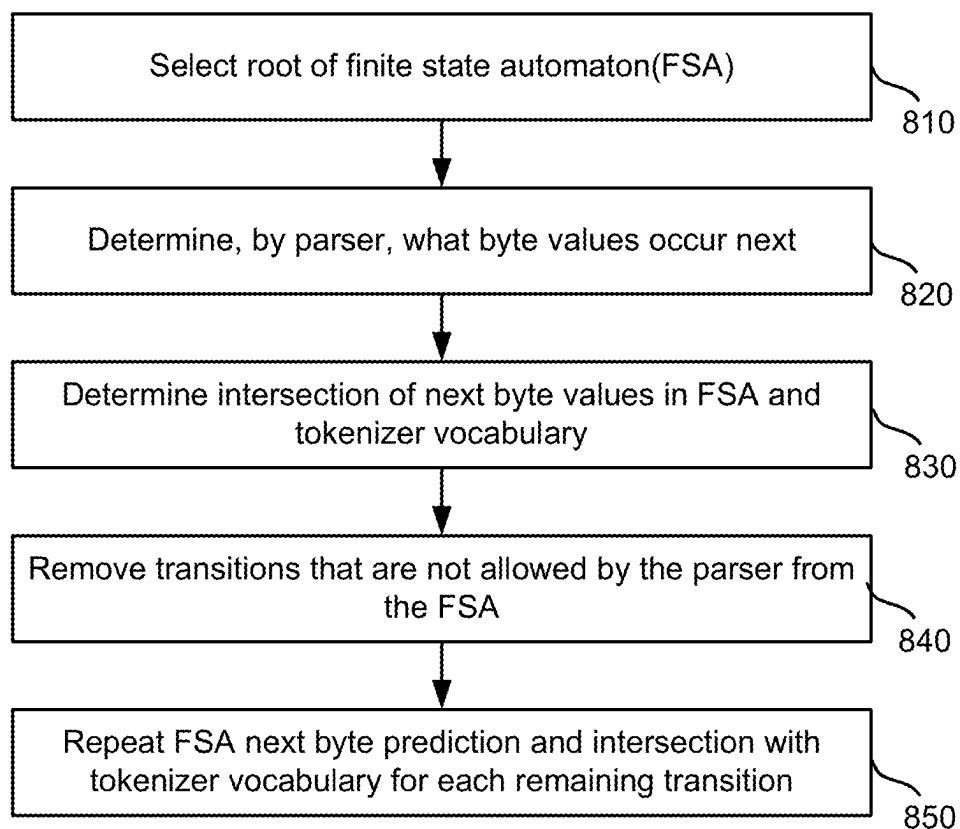 Select root of finite state automaton(FSA)
810
Determine, by parser, what byte values occur next
820
Determine intersection of next byte values in FSA and
tokenizer vocabulary
830
Remove transitions that are not allowed by the parser from
the FSA
840
Repeat FSA next byte prediction and intersection with
tokenizer vocabulary for each remaining transition
850